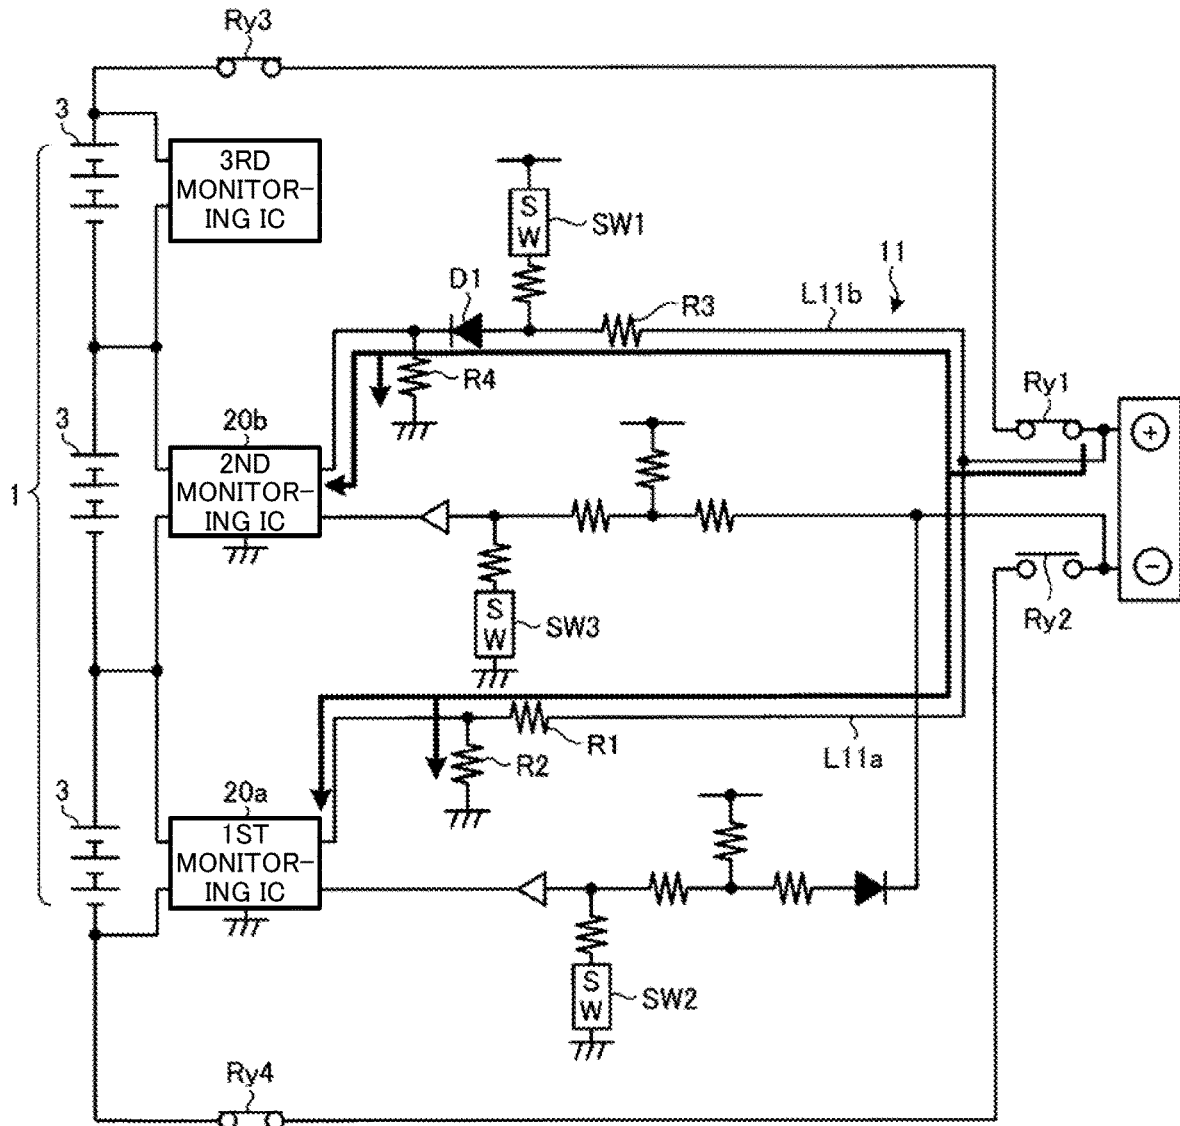 Ry3
3
3RD
MONITOR-
ING IC
S
W
SW1
11
D1
R3
L11b
R4
Ry1
+
20b
3
2ND
MONITOR-
ING IC
1
−
Ry2
S
W
SW3
R1
R2
L11a
20a
3
1ST
MONITOR-
ING IC
S
W
SW2
Ry4